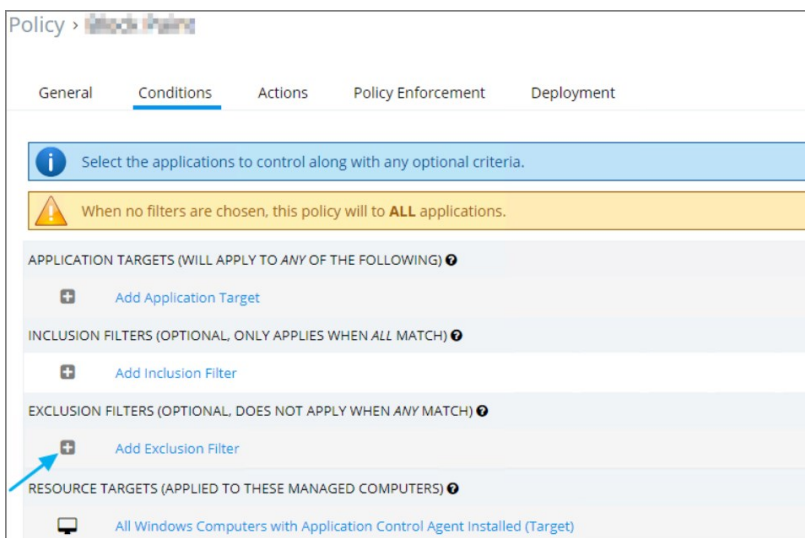 Policy ›
General Conditions Actions Policy Enforcement Deployment
Select the applications to control along with any optional criteria.
When no filters are chosen, this policy will to ALL applications.
APPLICATION TARGETS (WILL APPLY TO ANY OF THE FOLLOWING) ?
Add Application Target
INCLUSION FILTERS (OPTIONAL, ONLY APPLIES WHEN ALL MATCH) ?
Add Inclusion Filter
EXCLUSION FILTERS (OPTIONAL, DOES NOT APPLY WHEN ANY MATCH) ?
Add Exclusion Filter
RESOURCE TARGETS (APPLIED TO THESE MANAGED COMPUTERS) ?
All Windows Computers with Application Control Agent Installed (Target)